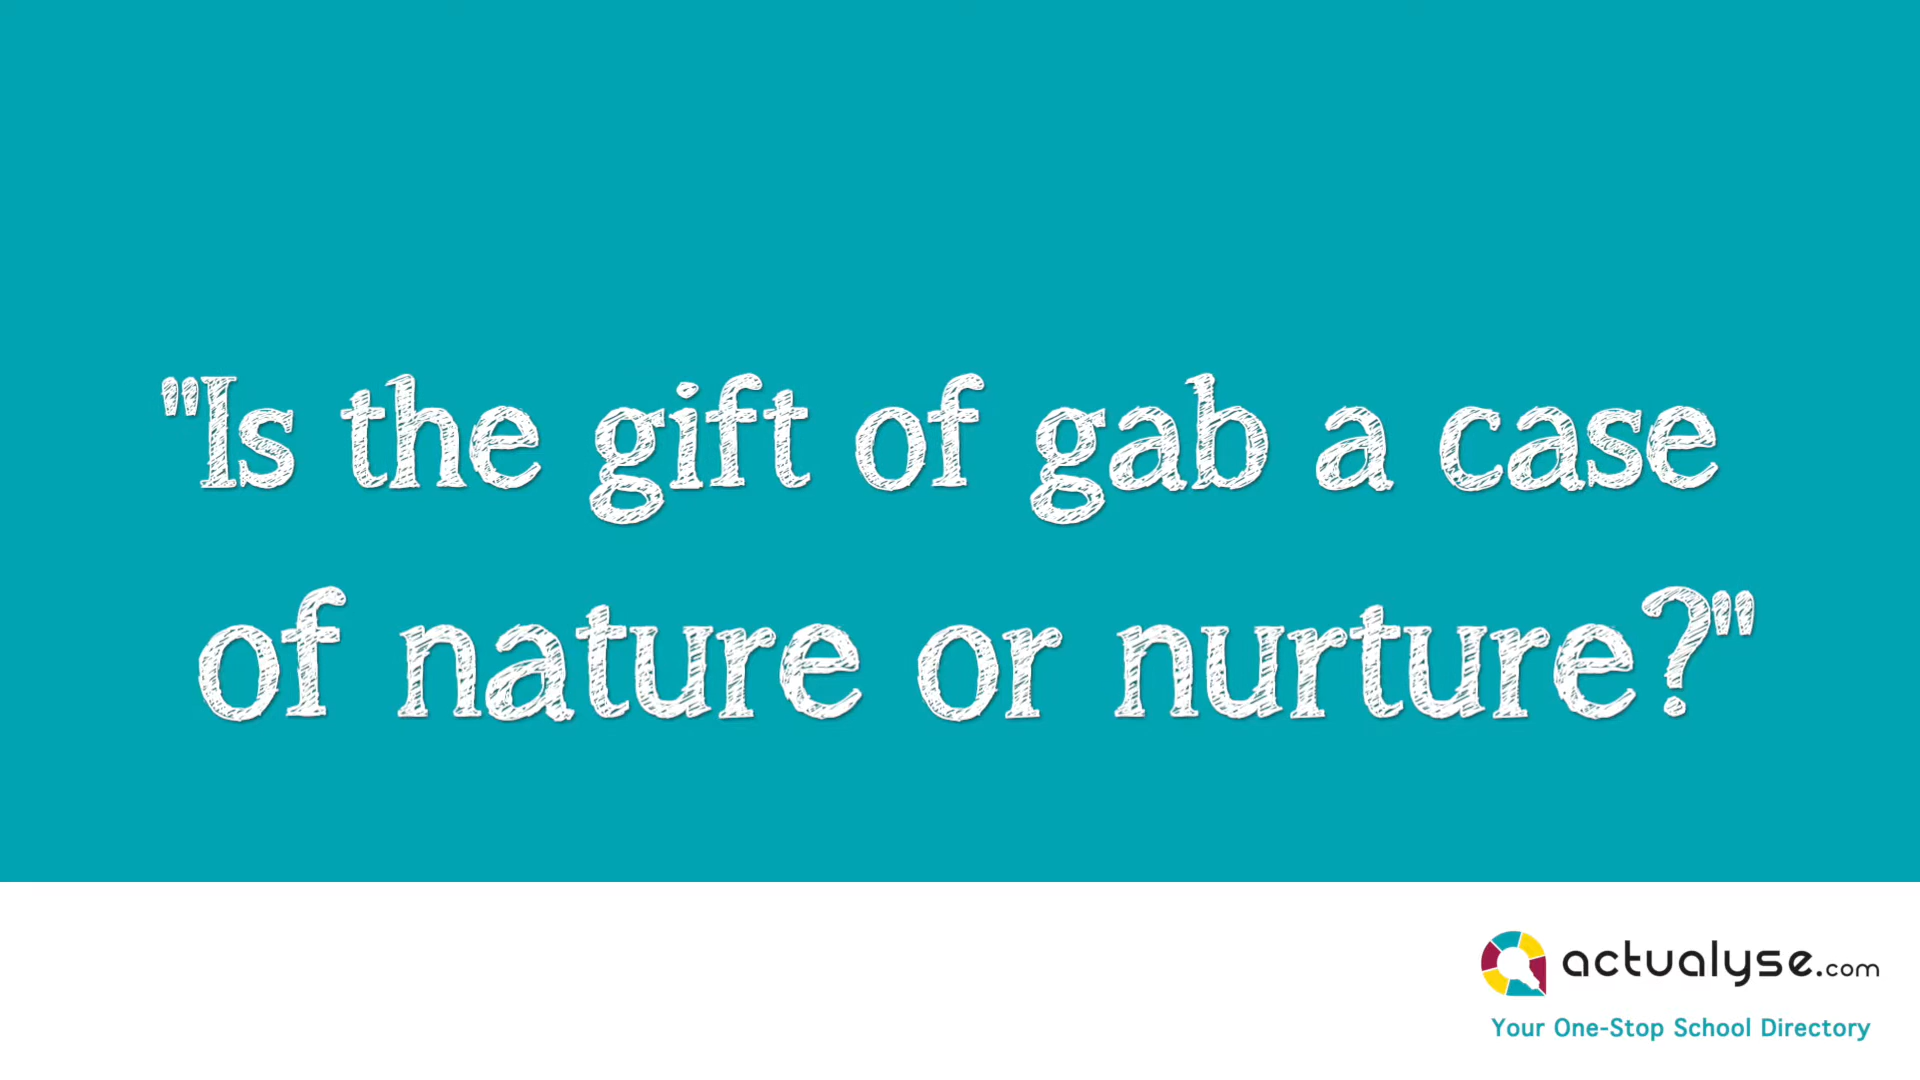 "Is the gift of gab a case
of nature or nurture?"
actualyse.com
Your One-Stop School Directory